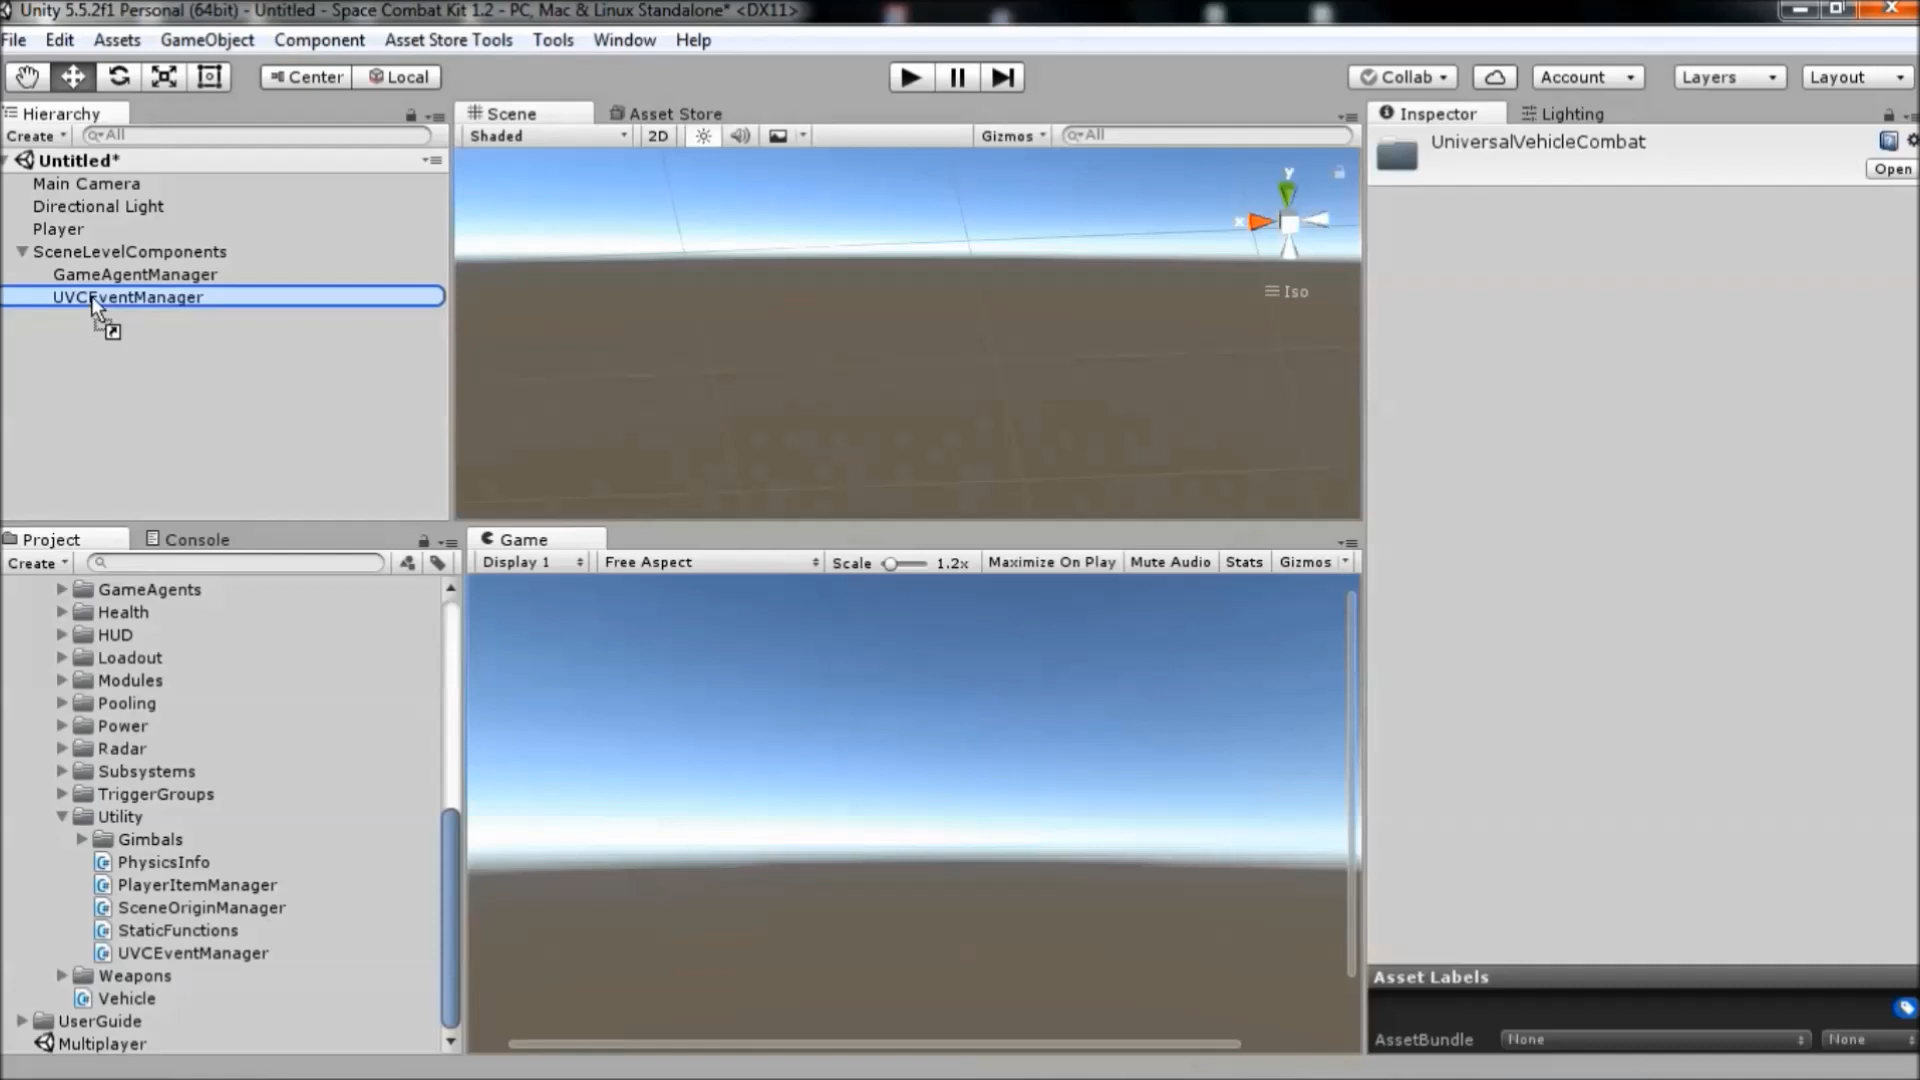 Unity 5.5.2f1 Personal (64bit) - Untitled - Space Combat Kit 1.2 - PC, Mac & Linux Standalone* <DX11>
File Edit Assets GameObject Component Asset Store Tools Tools Window Help
Center Local Collab Account Layers Layout
Hierarchy
Create All
Untitled*
Main Camera
Directional Light
Player
SceneLevelComponents
GameAgentManager
UVCEventManager
Scene Asset Store
Shaded 2D Gizmos All
y
x
Iso
Inspector Lighting
UniversalVehicleCombat
Open
Project Console
Create
GameAgents
Health
HUD
Loadout
Modules
Pooling
Power
Radar
Subsystems
TriggerGroups
Utility
Gimbals
PhysicsInfo
PlayerItemManager
SceneOriginManager
StaticFunctions
UVCEventManager
Weapons
Vehicle
UserGuide
Multiplayer
Game
Display 1 Free Aspect Scale 1.2x Maximize On Play Mute Audio Stats Gizmos
Asset Labels
AssetBundle None None